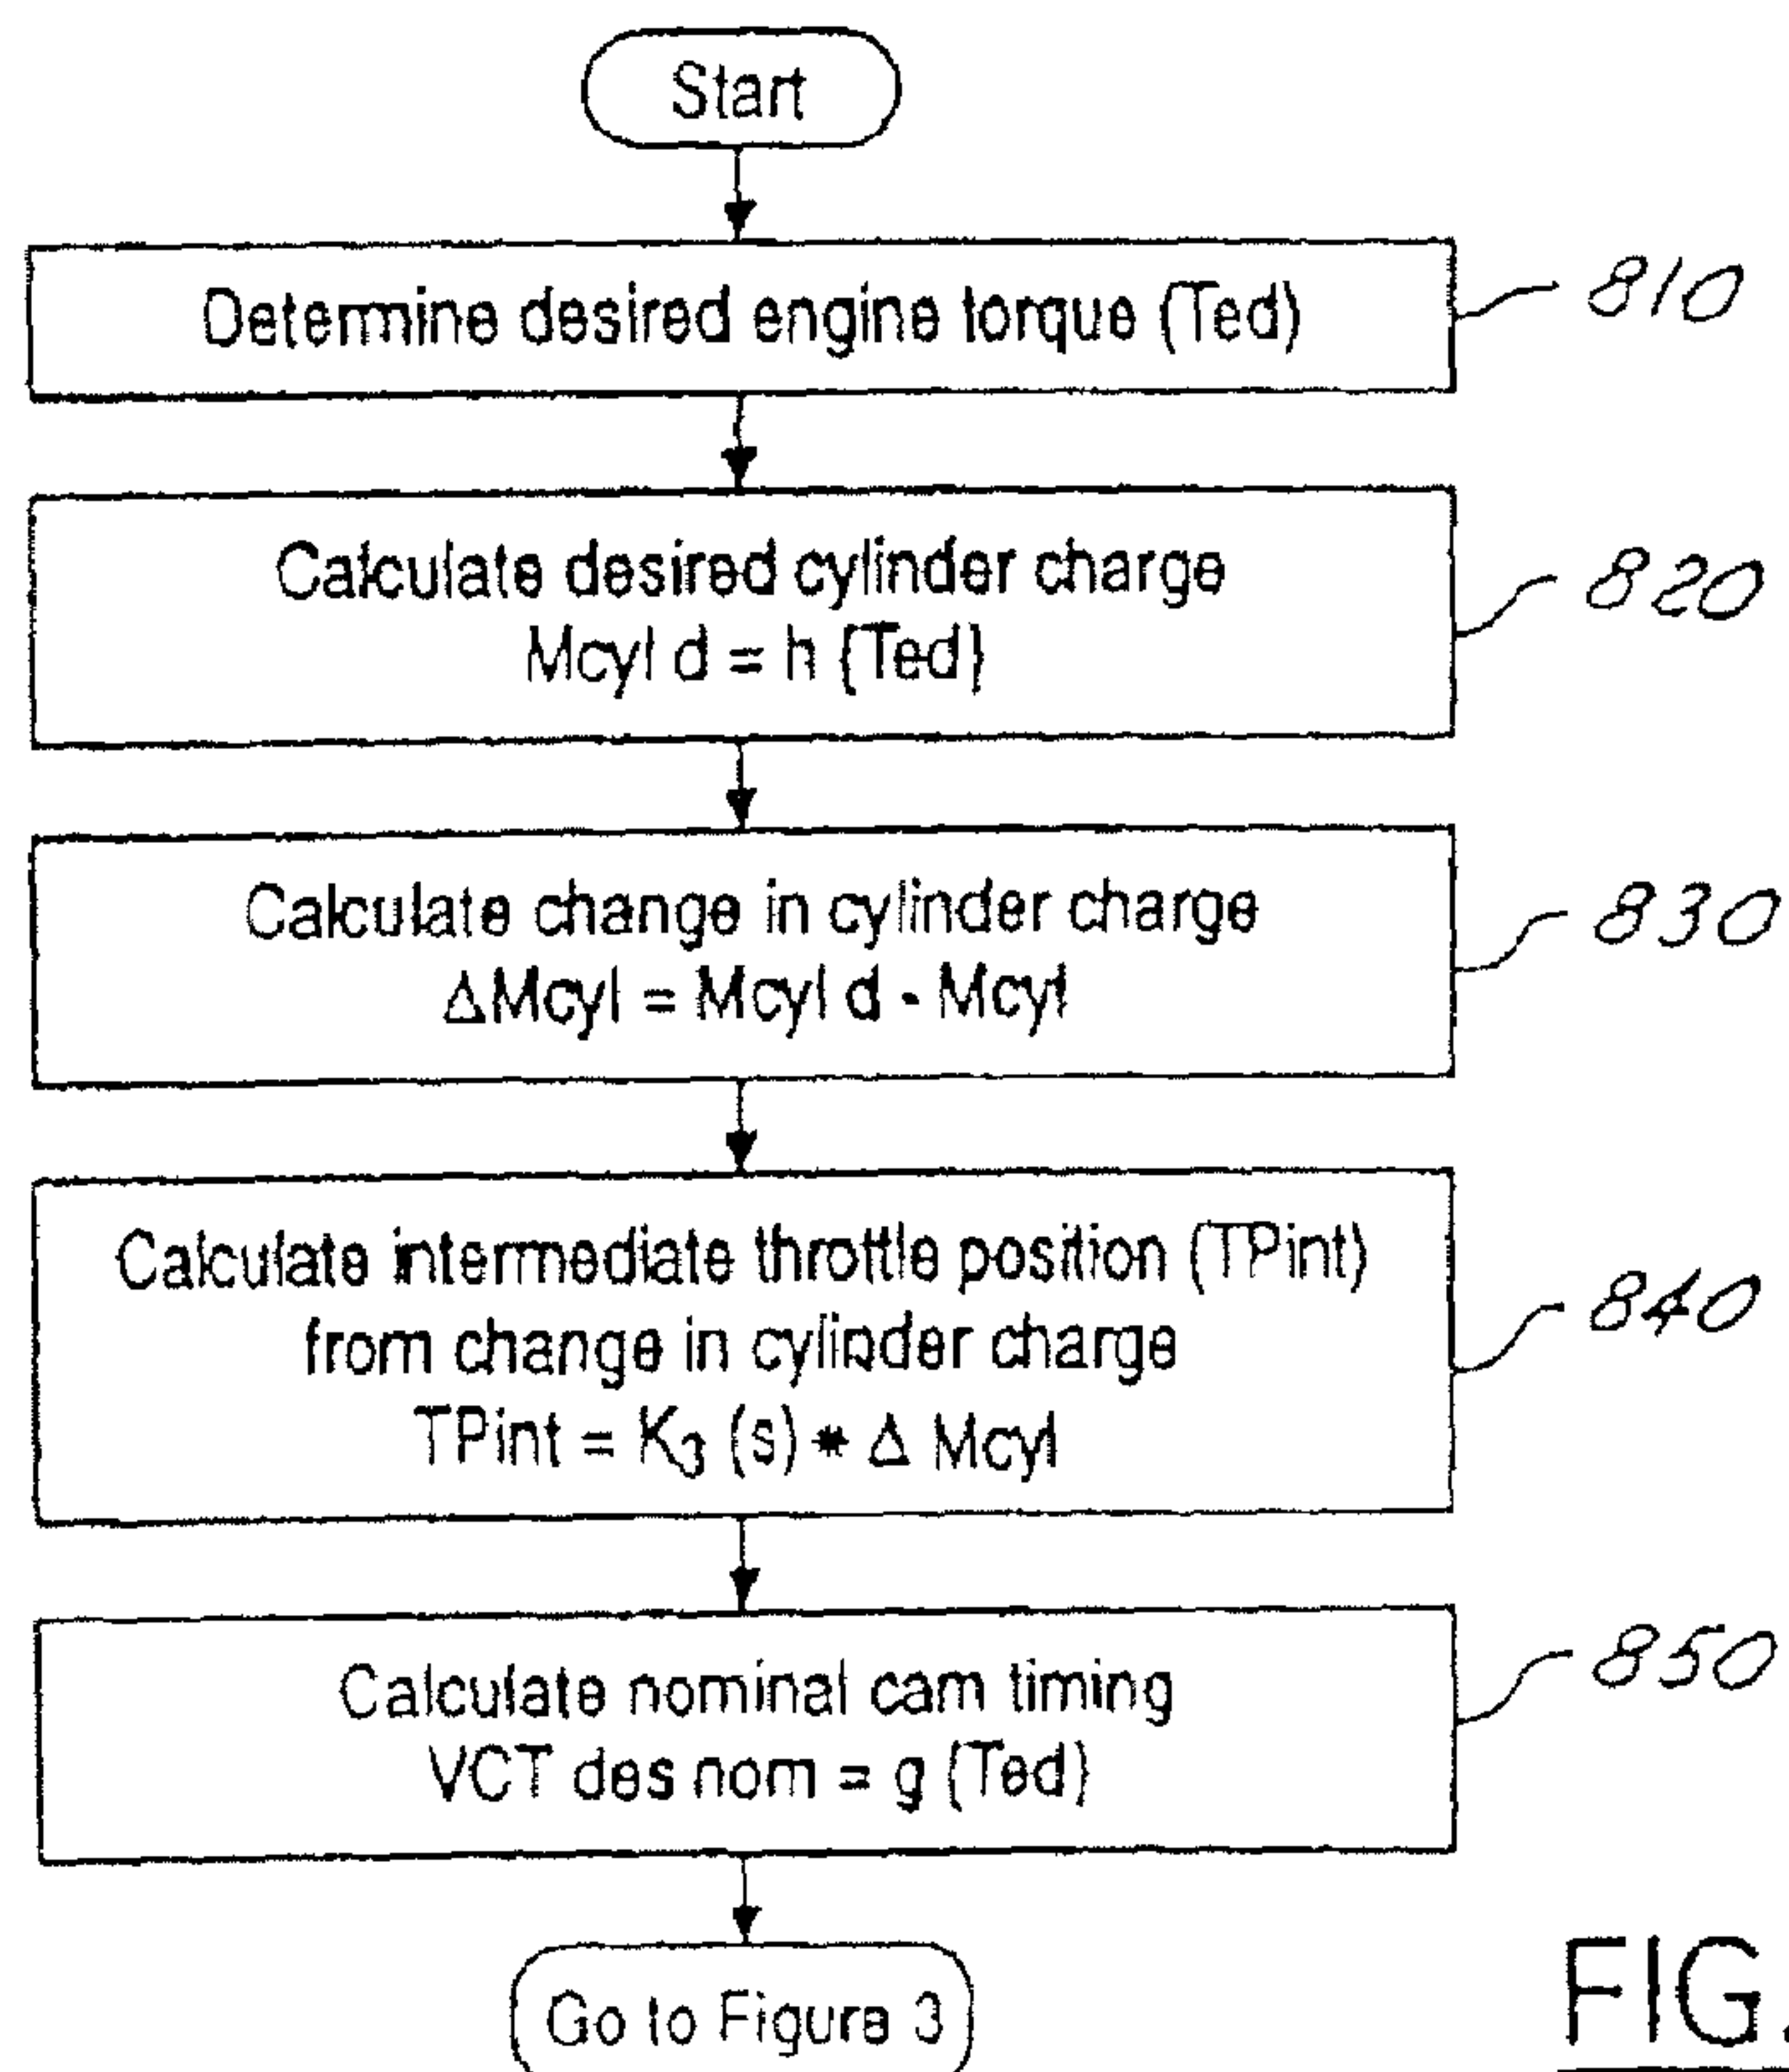 Start
Determine desired engine torque (Ted)
810
Calculate desired cylinder charge
Mcyl d = h (Ted)
820
Calculate change in cylinder charge
ΔMcyl = Mcyl d - Mcyl
830
Calculate intermediate throttle position (TPint)
from change in cylinder charge
TPint = K₃ (s) * Δ Mcyl
840
Calculate nominal cam timing
VCT des nom = g (Ted)
850
Go to Figure 3
FIG.